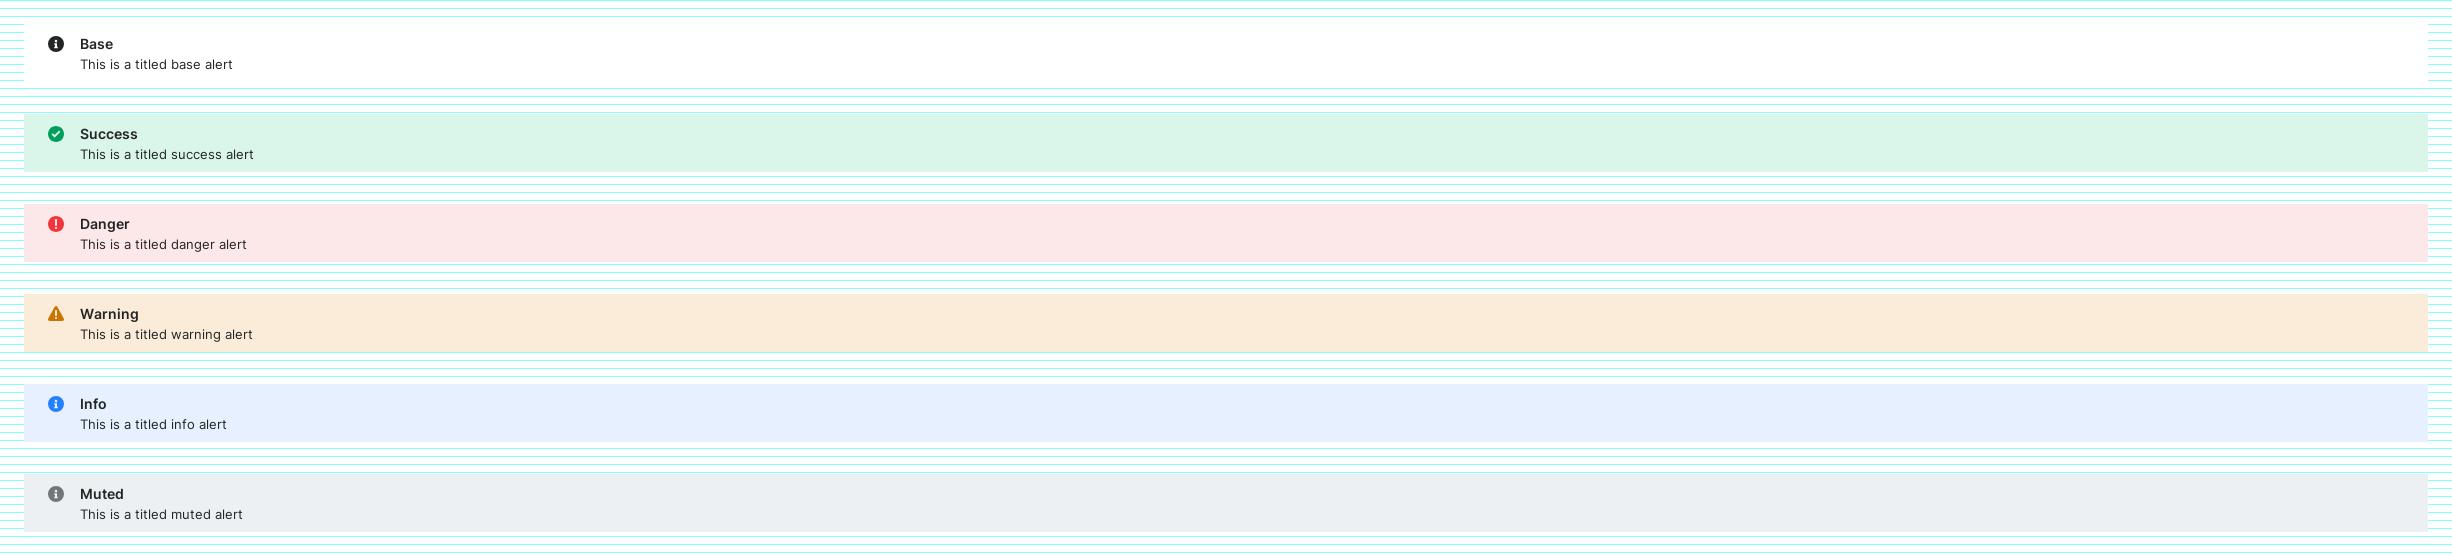 Base
This is a titled base alert
Success
This is a titled success alert
Danger
This is a titled danger alert
Warning
This is a titled warning alert
Info
This is a titled info alert
Muted
This is a titled muted alert